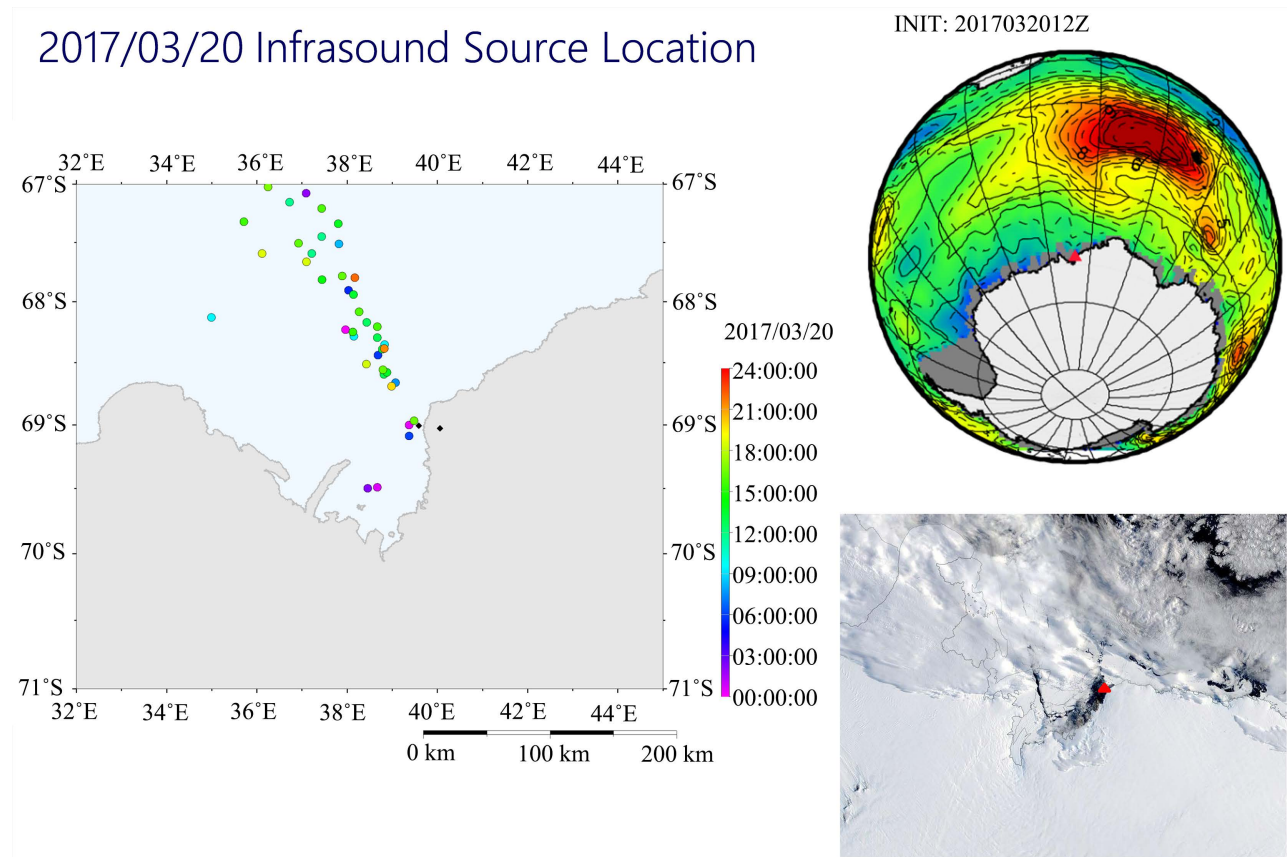 2017/03/20 Infrasound Source Location
INIT: 2017032012Z
32˚E 34˚E 36˚E 38˚E 40˚E 42˚E 44˚E
67˚S 67˚S
68˚S 68˚S
69˚S 69˚S
70˚S 70˚S
71˚S 71˚S
32˚E 34˚E 36˚E 38˚E 40˚E 42˚E 44˚E
0 km 100 km 200 km
2017/03/20
24:00:00
21:00:00
18:00:00
15:00:00
12:00:00
09:00:00
06:00:00
03:00:00
00:00:00